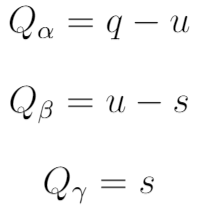 Q_α = q − u
Q_β = u − s
Q_γ = s